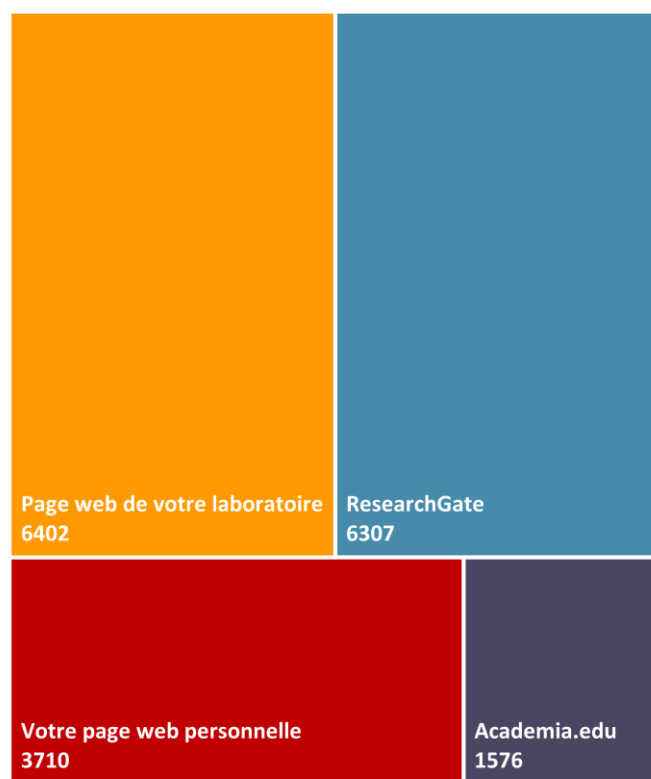 Page web de votre laboratoire
6402
ResearchGate
6307
Votre page web personnelle
3710
Academia.edu
1576